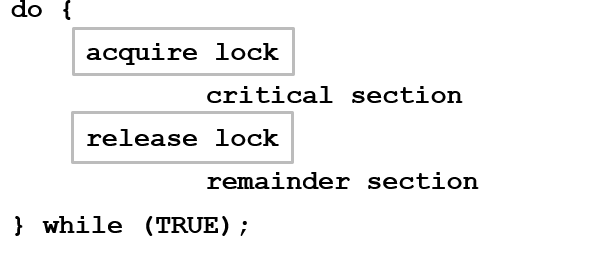 do {
acquire lock
critical section
release lock
remainder section
} while (TRUE);